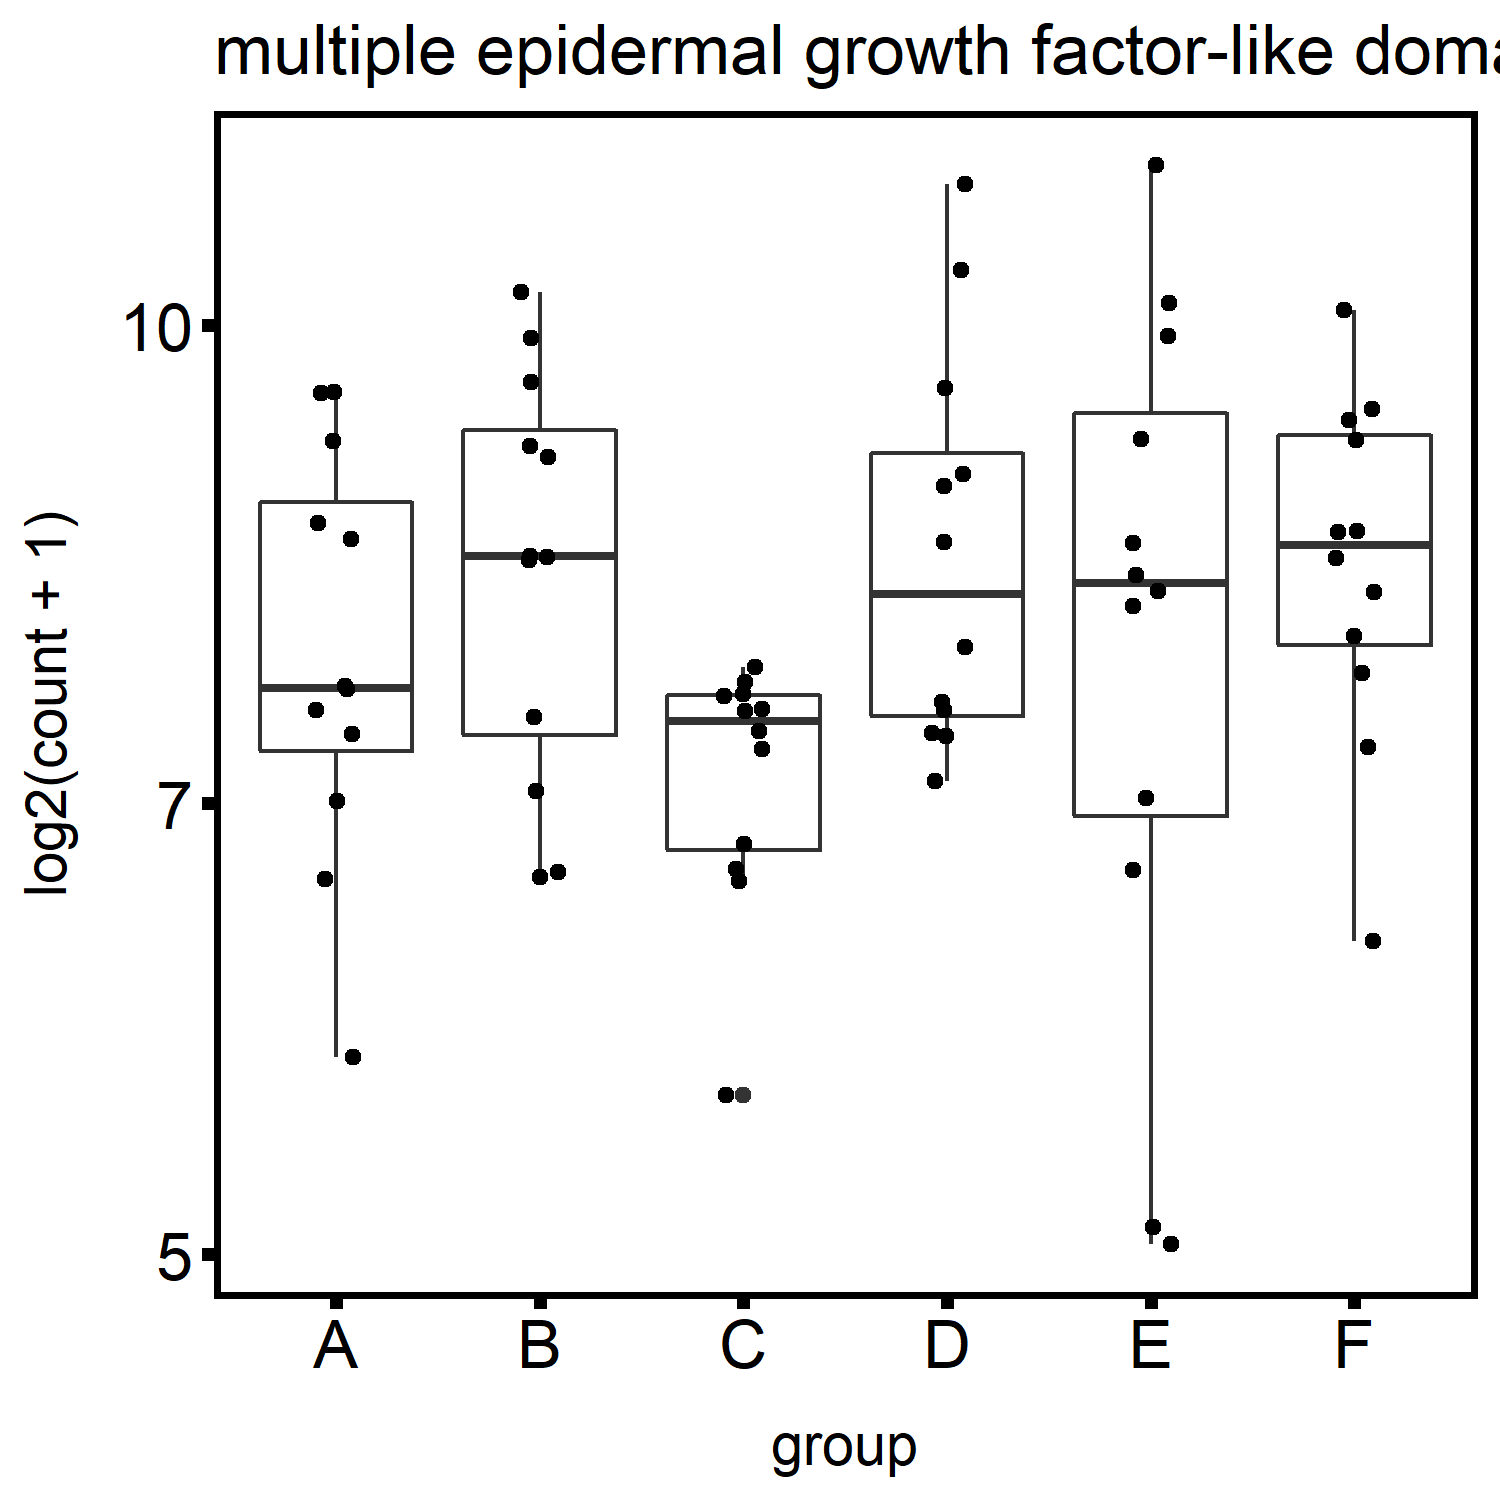 multiple epidermal growth factor-like doma
log2(count + 1)
10
7
5
A B C D E F
group